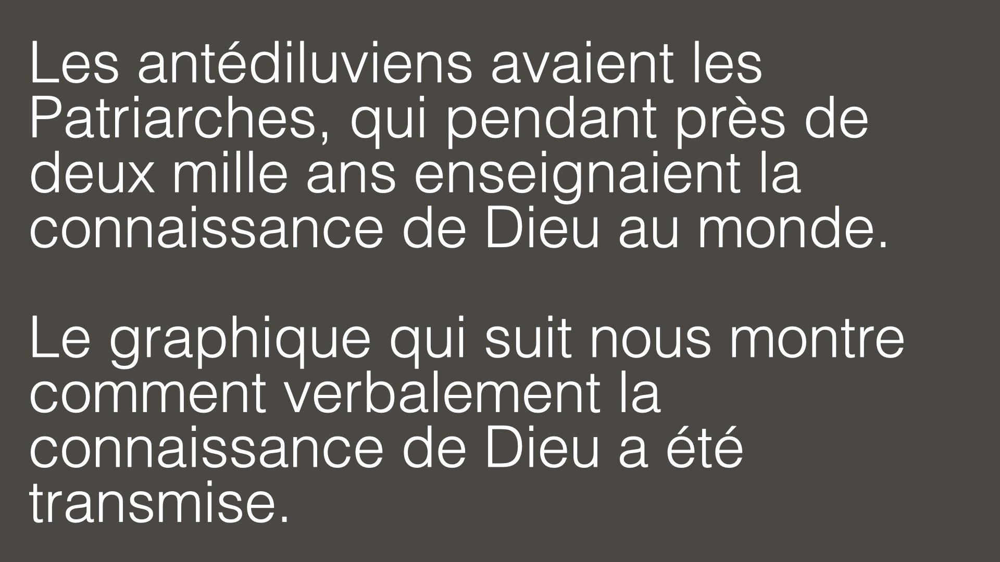 Les antédiluviens avaient les
Patriarches, qui pendant près de
deux mille ans enseignaient la
connaissance de Dieu au monde.
Le graphique qui suit nous montre
comment verbalement la
connaissance de Dieu a été
transmise.